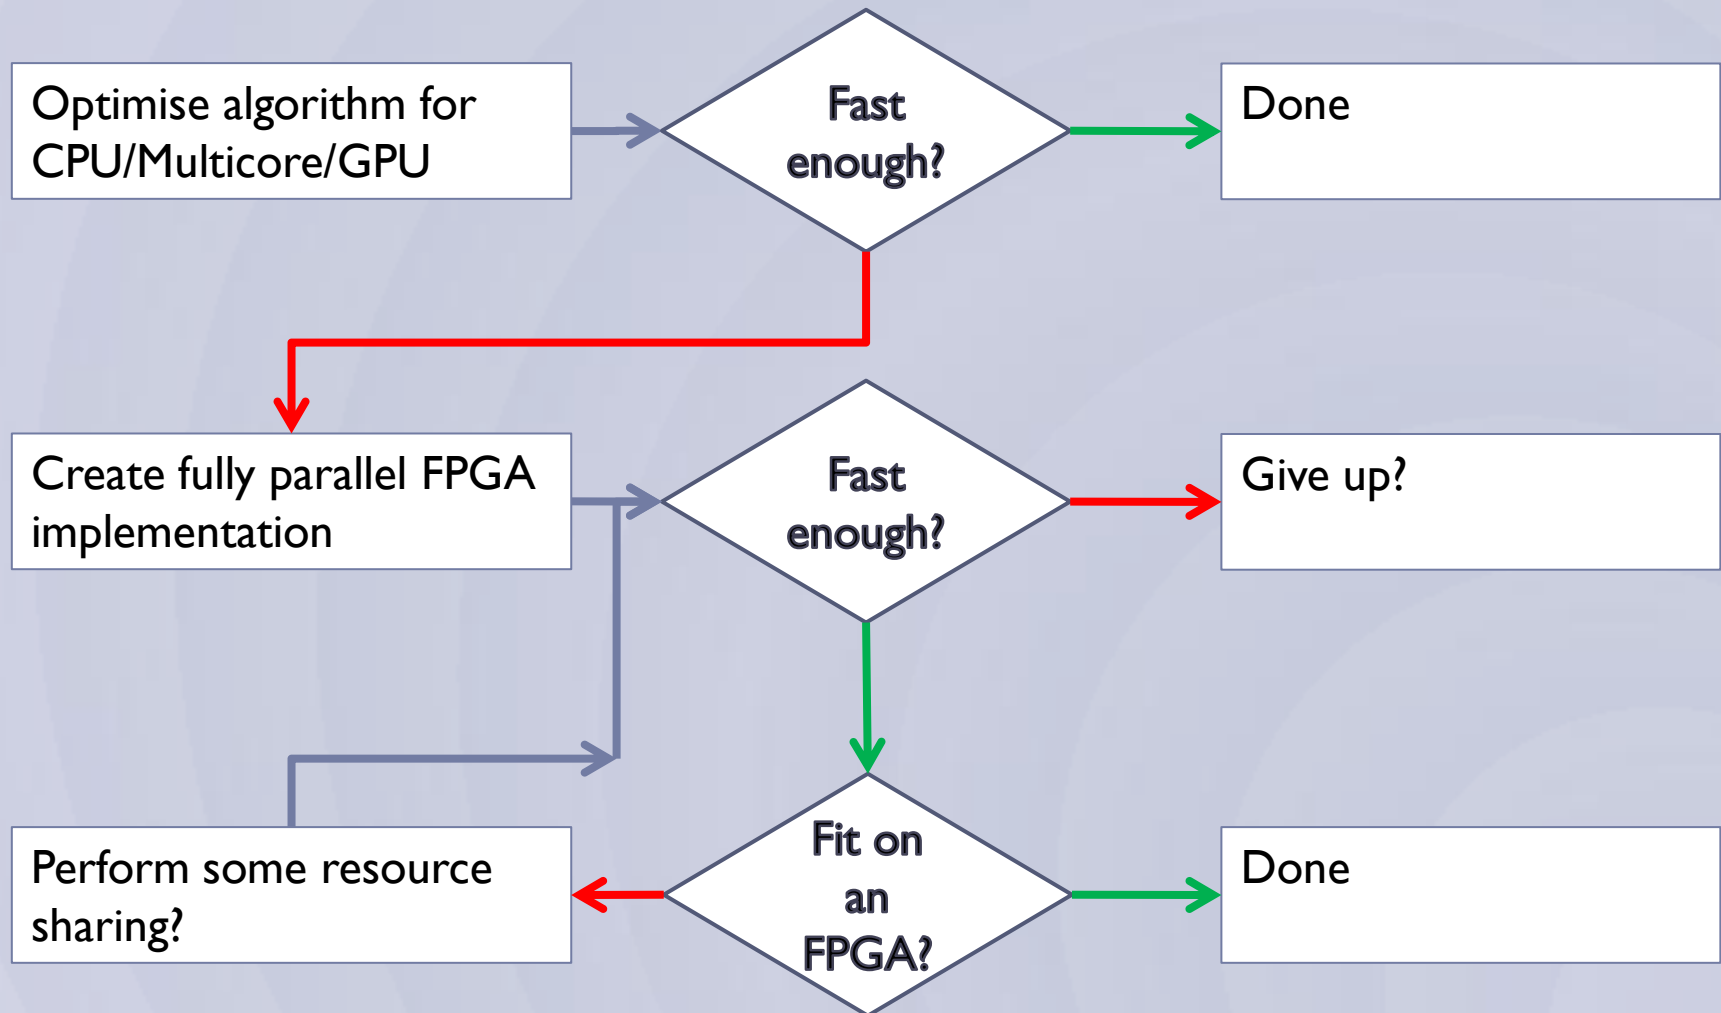 Optimise algorithm for
CPU/Multicore/GPU
Fast
enough?
Done
Create fully parallel FPGA
implementation
Fast
enough?
Give up?
Perform some resource
sharing?
Fit on
an
FPGA?
Done